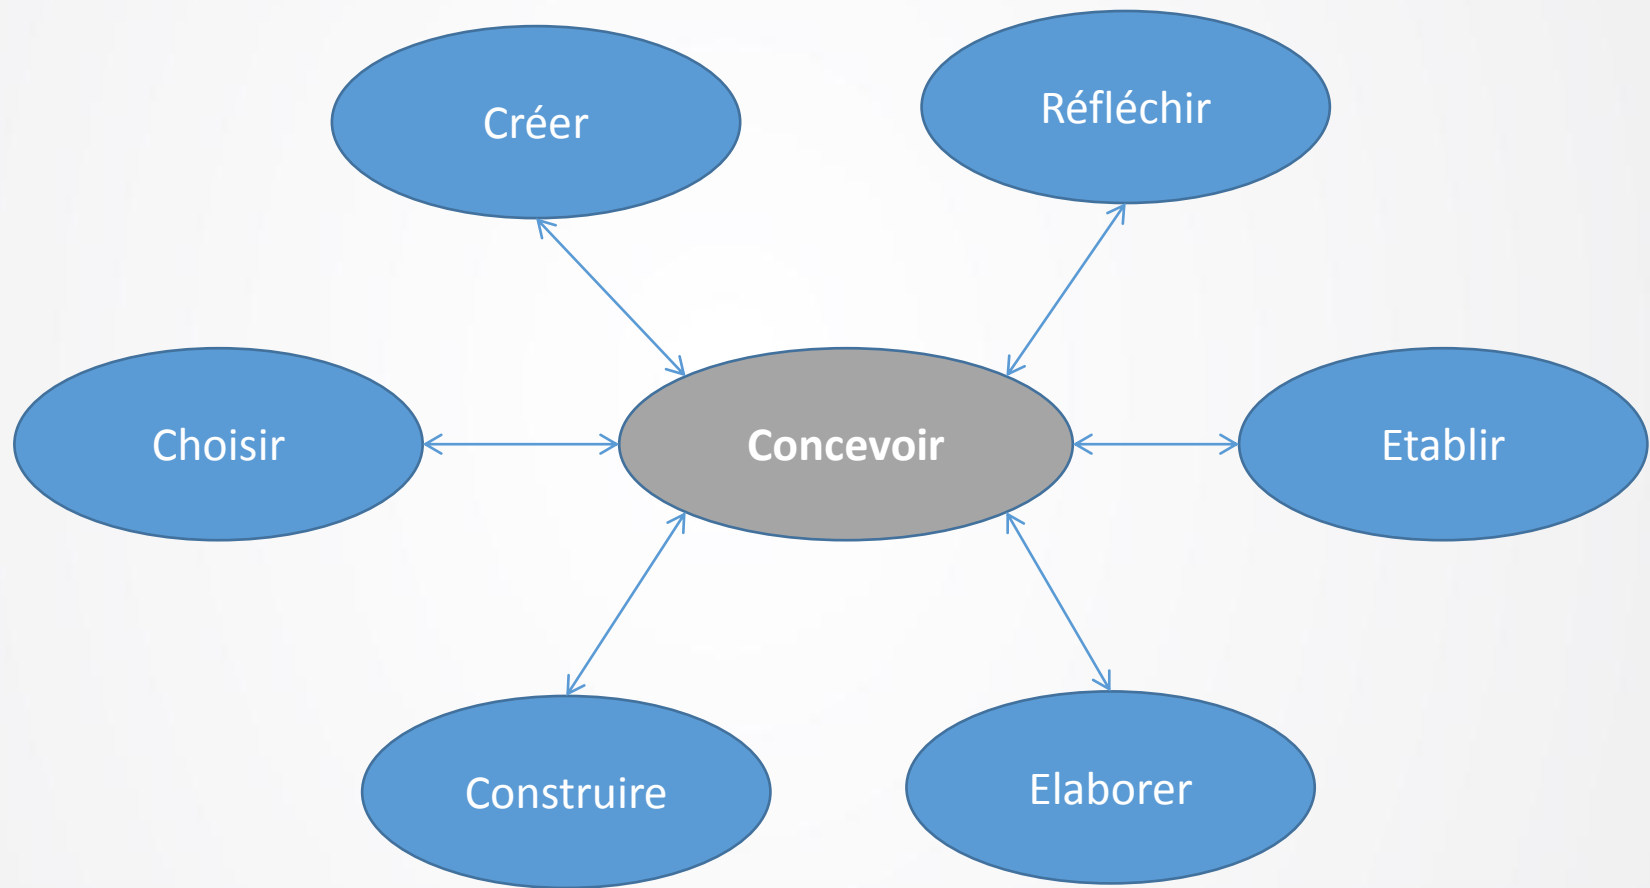 Créer
Réfléchir
Choisir
Concevoir
Etablir
Construire
Elaborer